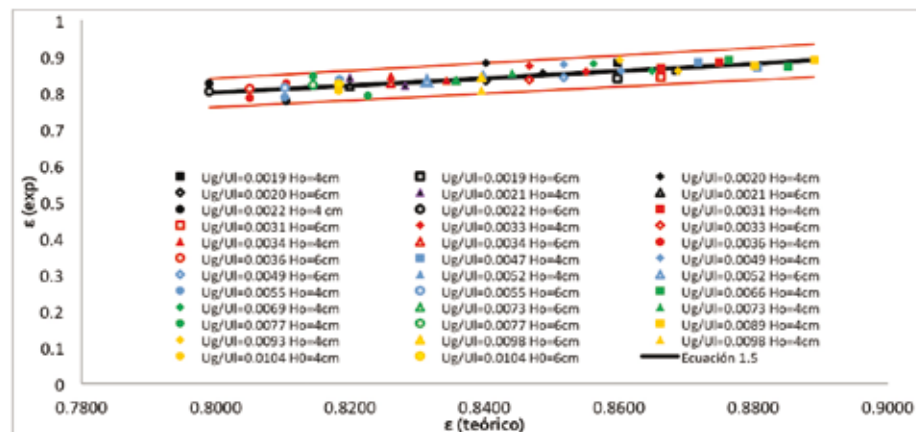 1
0.9
0.8
0.7
0.6
0.5
0.4
0.3
0.2
0.1
0
ε (exp)
Ug/Ul=0.0019 Ho=4cm Ug/Ul=0.0019 Ho=6cm Ug/Ul=0.0020 Ho=4cm
Ug/Ul=0.0020 Ho=6cm Ug/Ul=0.0021 Ho=4cm Ug/Ul=0.0021 Ho=6cm
Ug/Ul=0.0022 Ho=4 cm Ug/Ul=0.0022 Ho=6cm Ug/Ul=0.0031 Ho=4cm
Ug/Ul=0.0031 Ho=6cm Ug/Ul=0.0033 Ho=4cm Ug/Ul=0.0033 Ho=6cm
Ug/Ul=0.0034 Ho=4cm Ug/Ul=0.0034 Ho=6cm Ug/Ul=0.0036 Ho=4cm
Ug/Ul=0.0036 Ho=6cm Ug/Ul=0.0047 Ho=4cm Ug/Ul=0.0049 Ho=4cm
Ug/Ul=0.0049 Ho=6cm Ug/Ul=0.0052 Ho=4cm Ug/Ul=0.0052 Ho=6cm
Ug/Ul=0.0055 Ho=4cm Ug/Ul=0.0055 Ho=6cm Ug/Ul=0.0066 Ho=4cm
Ug/Ul=0.0069 Ho=4cm Ug/Ul=0.0073 Ho=6cm Ug/Ul=0.0073 Ho=4cm
Ug/Ul=0.0077 Ho=4cm Ug/Ul=0.0077 Ho=6cm Ug/Ul=0.0089 Ho=4cm
Ug/Ul=0.0093 Ho=4cm Ug/Ul=0.0098 Ho=6cm Ug/Ul=0.0098 Ho=4cm
Ug/Ul=0.0104 H0=4cm Ug/Ul=0.0104 H0=6cm Ecuación 1.5
0.7800 0.8000 0.8200 0.8400 0.8600 0.8800 0.9000
ε (teórico)